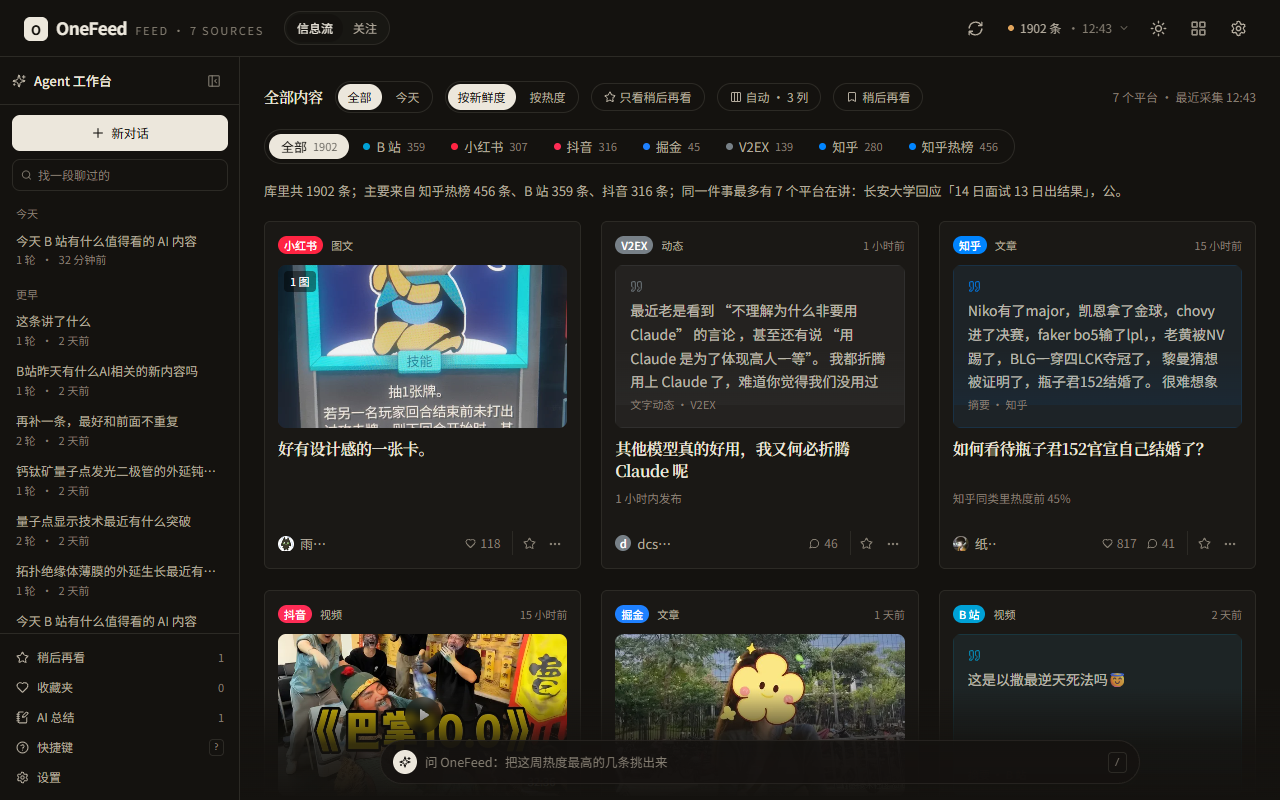 O OneFeed FEED • 7 SOURCES 信息流 关注 1902 条 • 12:43
Agent 工作台
+ 新对话
找一段聊过的
今天
今天 B 站有什么值得看的 AI 内容
1 轮 • 32 分钟前
更早
这条讲了什么
1 轮 • 2 天前
B站昨天有什么AI相关的新内容吗
1 轮 • 2 天前
再补一条，最好和前面不重复
2 轮 • 2 天前
钙钛矿量子点发光二极管的外延钝…
1 轮 • 2 天前
量子点显示技术最近有什么突破
2 轮 • 2 天前
拓扑绝缘体薄膜的外延生长最近有…
1 轮 • 2 天前
今天 B 站有什么值得看的 AI 内容
稍后再看 1
收藏夹 0
AI 总结 1
快捷键 ?
设置
全部内容 全部 今天 按新鲜度 按热度 只看稍后再看 自动 • 3 列 稍后再看 7 个平台 • 最近采集 12:43
全部 1902 B 站 359 小红书 307 抖音 316 掘金 45 V2EX 139 知乎 280 知乎热榜 456
库里共 1902 条；主要来自 知乎热榜 456 条、B 站 359 条、抖音 316 条；同一件事最多有 7 个平台在讲：长安大学回应「14 日面试 13 日出结果」，公。
小红书 图文
1 图
技能
抽1张牌。
若另一名玩家回合结束前未打出
好有设计感的一张卡。
雨… 118
V2EX 动态 1 小时前
最近老是看到 “不理解为什么非要用
Claude” 的言论 ，甚至还有说 “用
Claude 是为了体现高人一等”。 我都折腾
用上 Claude 了，难道你觉得我们没用过
文字动态 • V2EX
其他模型真的好用，我又何必折腾
Claude 呢
1 小时内发布
d dcs… 46
知乎 文章 15 小时前
Niko有了major，凯恩拿了金球，chovy
进了决赛，faker bo5输了lpl,，老黄被NV
踢了，BLG一穿四LCK夺冠了， 黎曼猜想
被证明了，瓶子君152结婚了。 很难想象
摘要 • 知乎
如何看待瓶子君152官宣自己结婚了？
知乎同类里热度前 45%
纸… 817 41
抖音 视频 15 小时前
《巴掌10.0》
掘金 文章 1 天前
B 站 视频 2 天前
这是以撒最逆天死法吗
问 OneFeed：把这周热度最高的几条挑出来 /